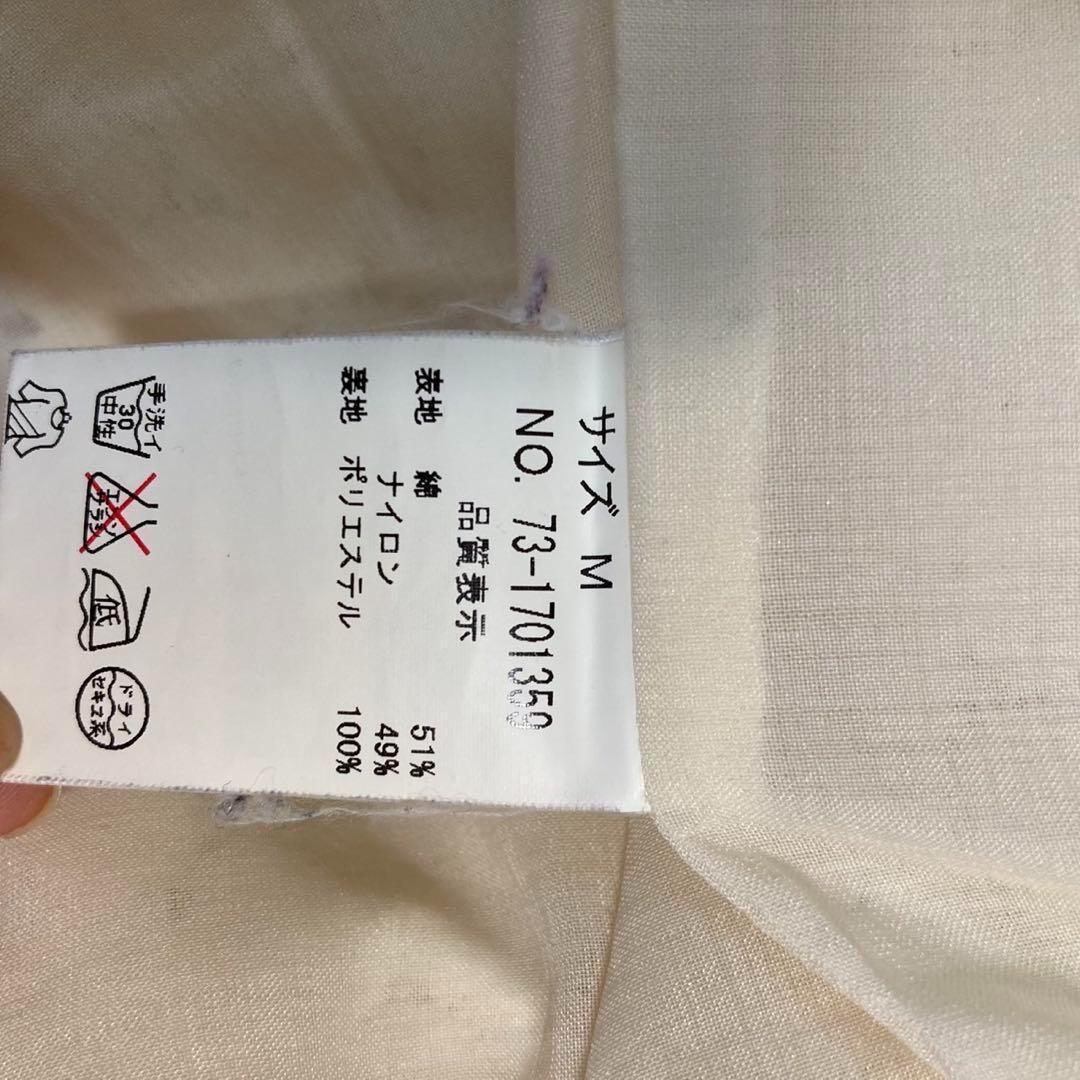 サイズ M
NO. 73-1701359
品質表示
表地 綿 51%
ナイロン 49%
裏地 ポリエステル 100%
手洗イ 30 中性
エンソ サラシ
低
ドライ セキユ系